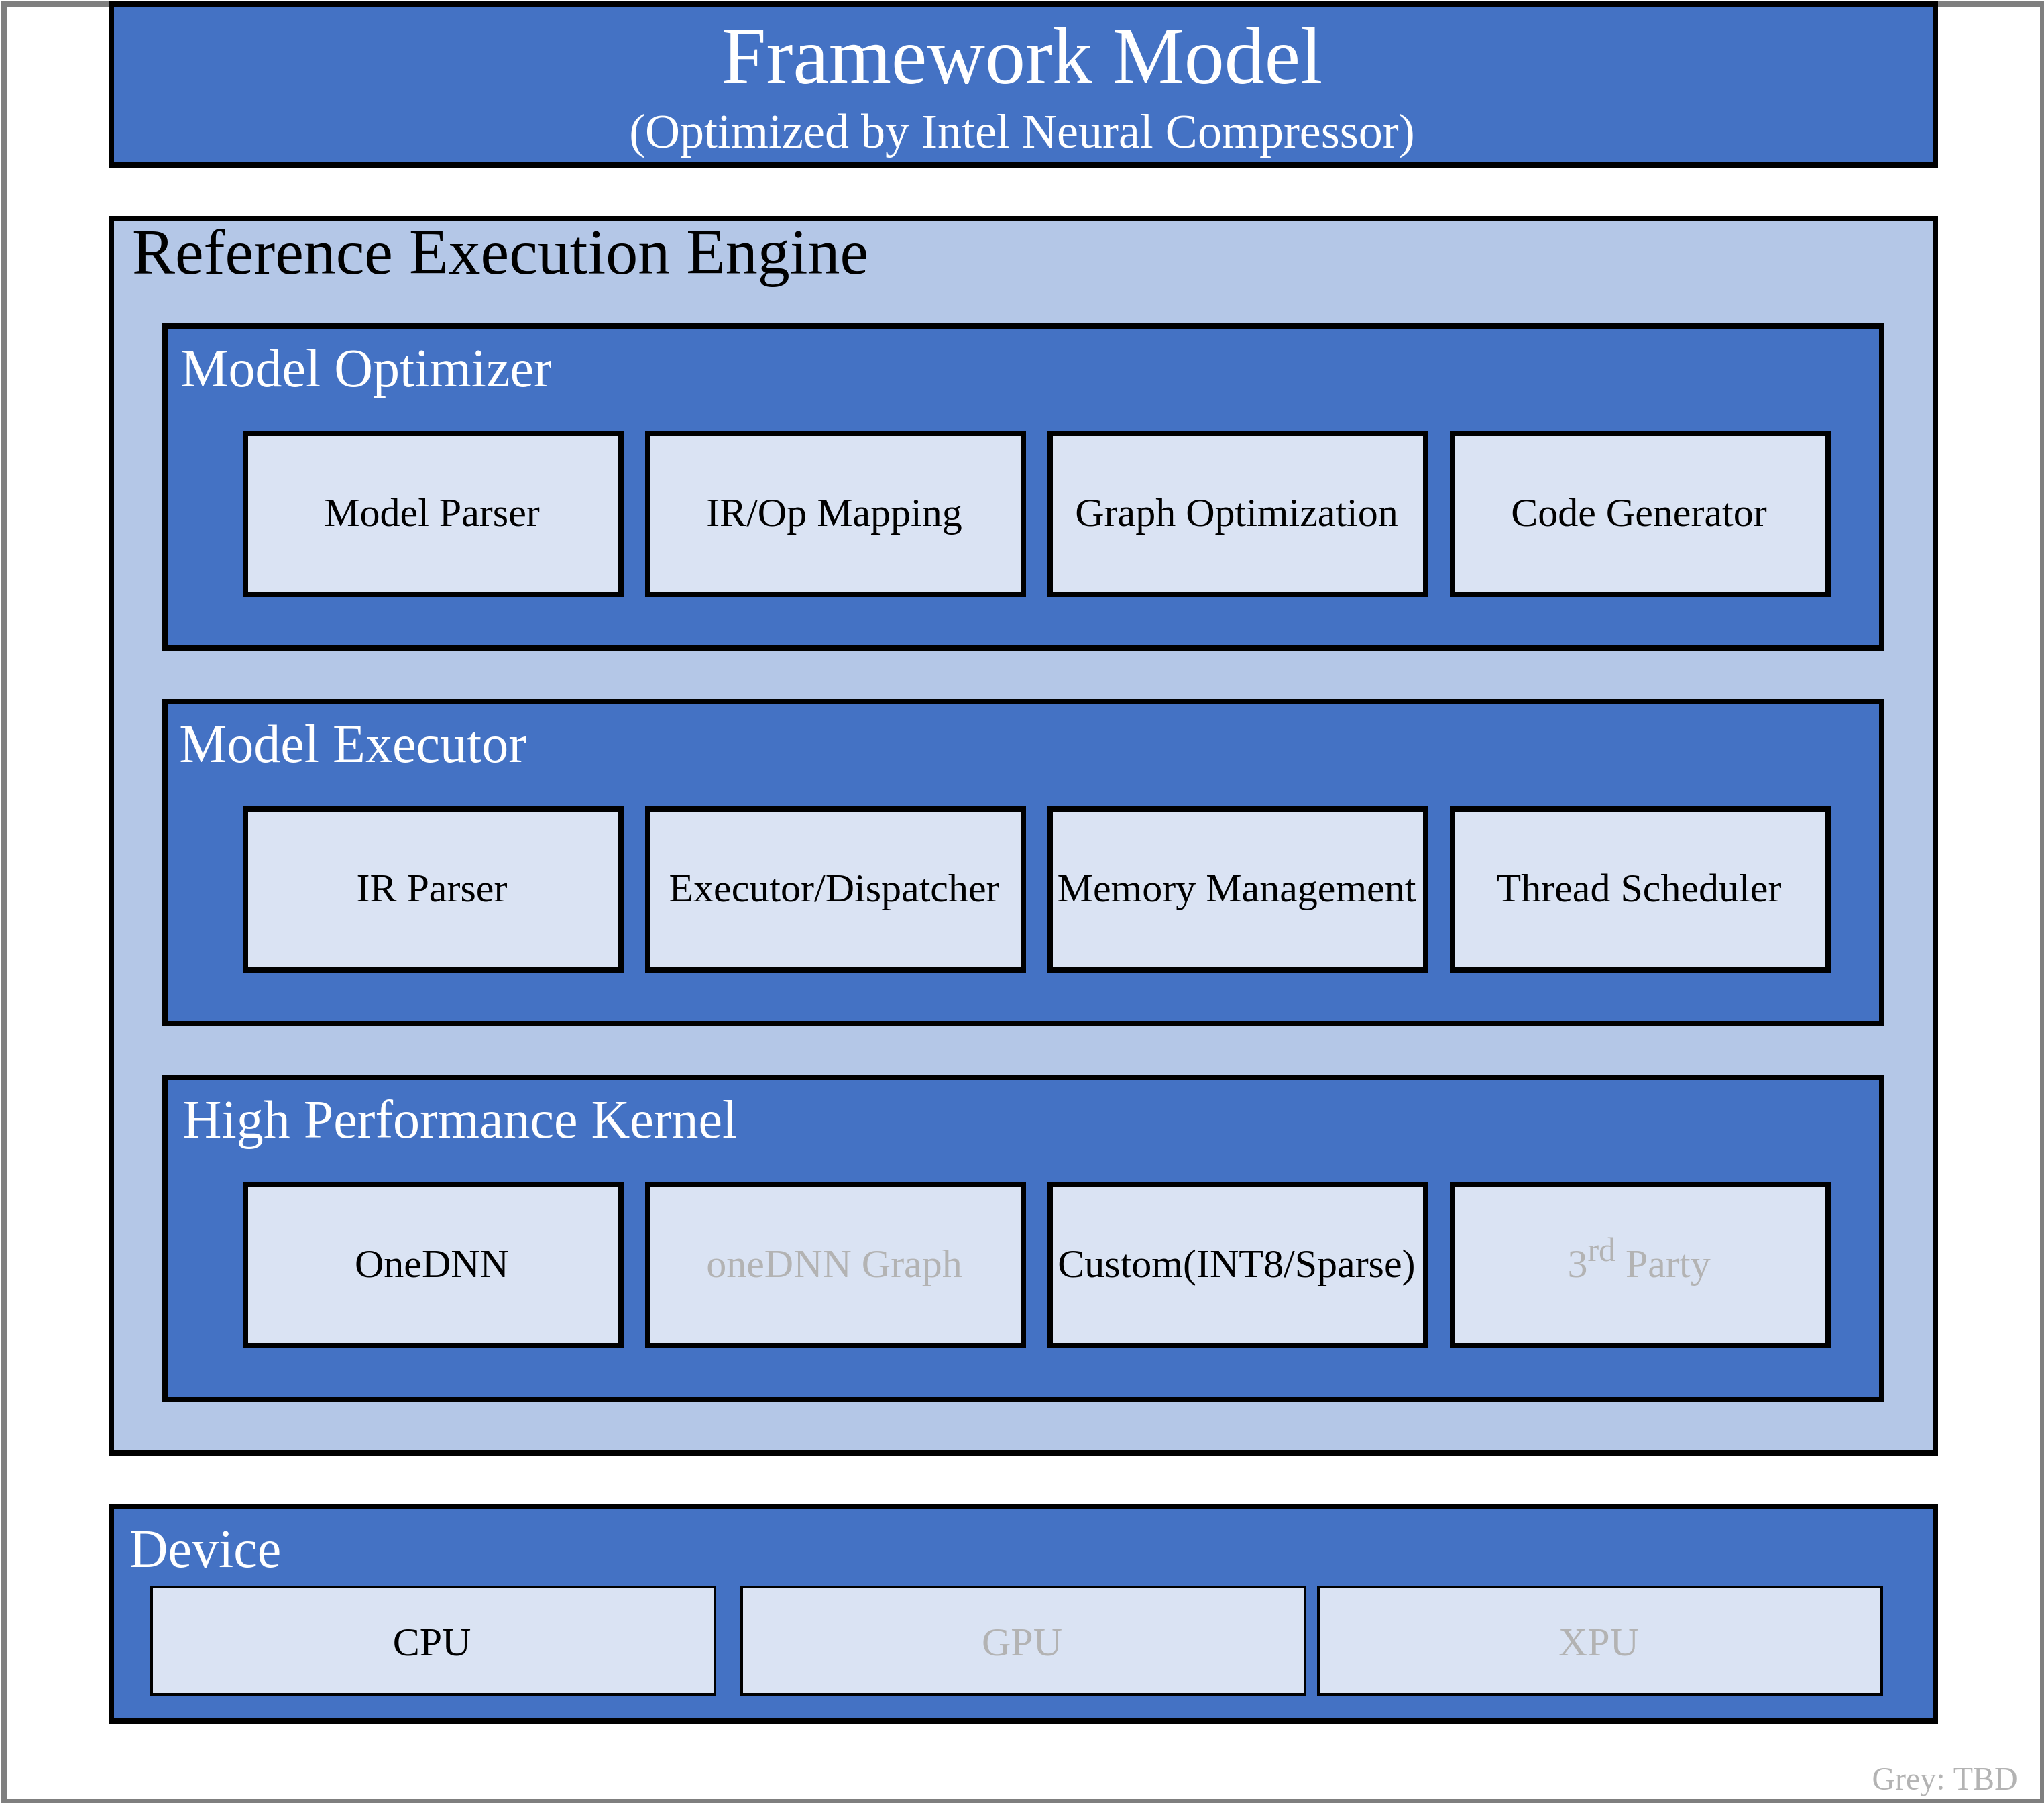 Framework Model
(Optimized by Intel Neural Compressor)
Reference Execution Engine
Model Optimizer
Model Parser
IR/Op Mapping
Graph Optimization
Code Generator
Model Executor
IR Parser
Executor/Dispatcher
Memory Management
Thread Scheduler
High Performance Kernel
OneDNN
oneDNN Graph
Custom(INT8/Sparse)
3rd Party
Device
CPU
GPU
XPU
Grey: TBD